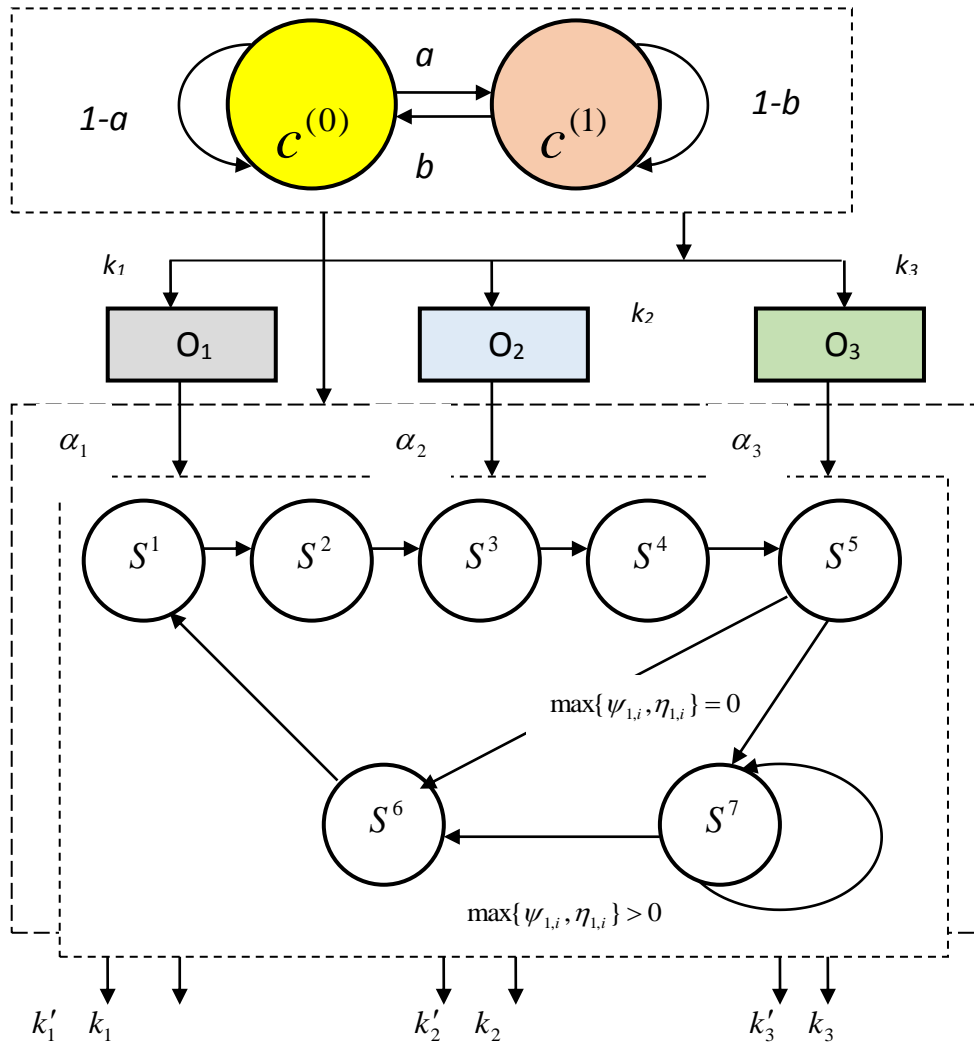 a
1-a
c^(0)
c^(1)
1-b
b
k₁
k₂
k₃
O₁
O₂
O₃
α₁
α₂
α₃
S¹
S²
S³
S⁴
S⁵
max{ψ₁,ᵢ, η₁,ᵢ} = 0
S⁶
S⁷
max{ψ₁,ᵢ, η₁,ᵢ} > 0
k′₁ k₁
k′₂ k₂
k′₃ k₃